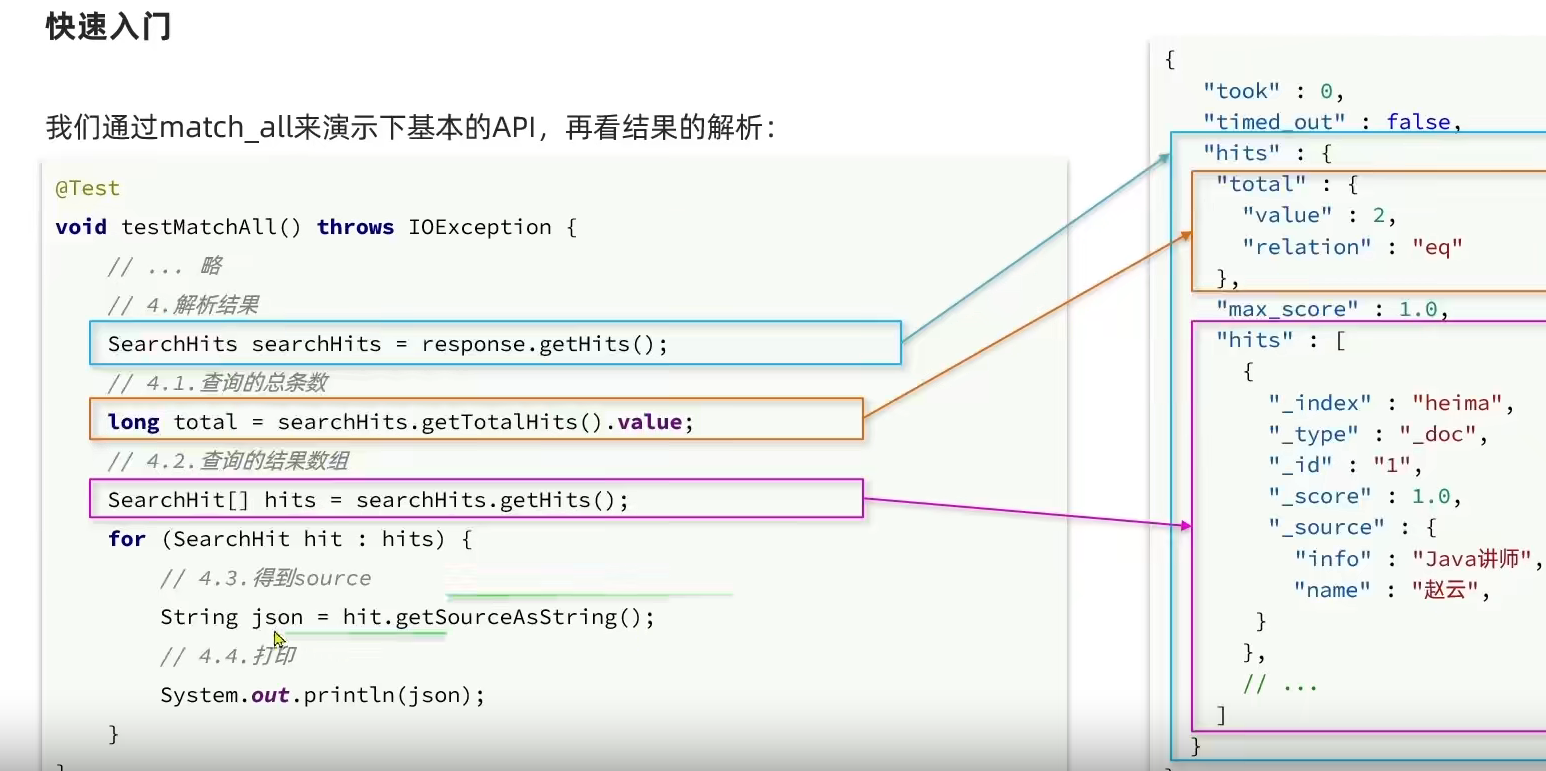 快速入门
我们通过match_all来演示下基本的API，再看结果的解析：
@Test
void testMatchAll() throws IOException {
// ... 略
// 4.解析结果
SearchHits searchHits = response.getHits();
// 4.1.查询的总条数
long total = searchHits.getTotalHits().value;
// 4.2.查询的结果数组
SearchHit[] hits = searchHits.getHits();
for (SearchHit hit : hits) {
// 4.3.得到source
String json = hit.getSourceAsString();
// 4.4.打印
System.out.println(json);
}
{
"took" : 0,
"timed_out" : false,
"hits" : {
"total" : {
"value" : 2,
"relation" : "eq"
},
"max_score" : 1.0,
"hits" : [
{
"_index" : "heima",
"_type" : "_doc",
"_id" : "1",
"_score" : 1.0,
"_source" : {
"info" : "Java讲师",
"name" : "赵云",
}
},
// ...
]
}